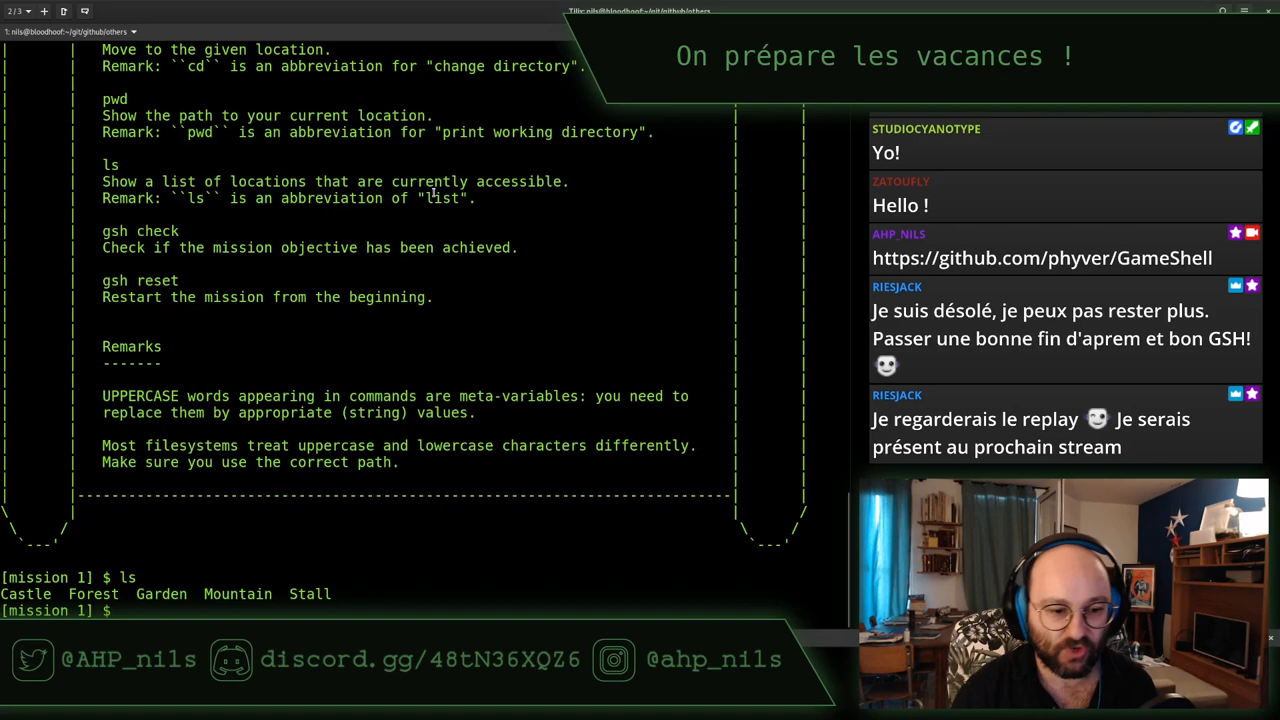 2/3
Tilix: nils@bloodhoof:~/git/github/others
1: nils@bloodhoof:~/git/github/others
On prépare les vacances !
Move to the given location.
Remark: ``cd`` is an abbreviation for "change directory".
pwd
Show the path to your current location.
Remark: ``pwd`` is an abbreviation for "print working directory".
ls
Show a list of locations that are currently accessible.
Remark: ``ls`` is an abbreviation of "list".
gsh check
Check if the mission objective has been achieved.
gsh reset
Restart the mission from the beginning.
Remarks
-------
UPPERCASE words appearing in commands are meta-variables: you need to
replace them by appropriate (string) values.
Most filesystems treat uppercase and lowercase characters differently.
Make sure you use the correct path.
[mission 1] $ ls
Castle Forest Garden Mountain Stall
[mission 1] $
STUDIOCYANOTYPE
Yo!
ZATOUFLY
Hello !
AHP_NILS
https://github.com/phyver/GameShell
RIESJACK
Je suis désolé, je peux pas rester plus.
Passer une bonne fin d'aprem et bon GSH!
RIESJACK
Je regarderais le replay Je serais
présent au prochain stream
@AHP_nils discord.gg/48tN36XQZ6 @ahp_nils